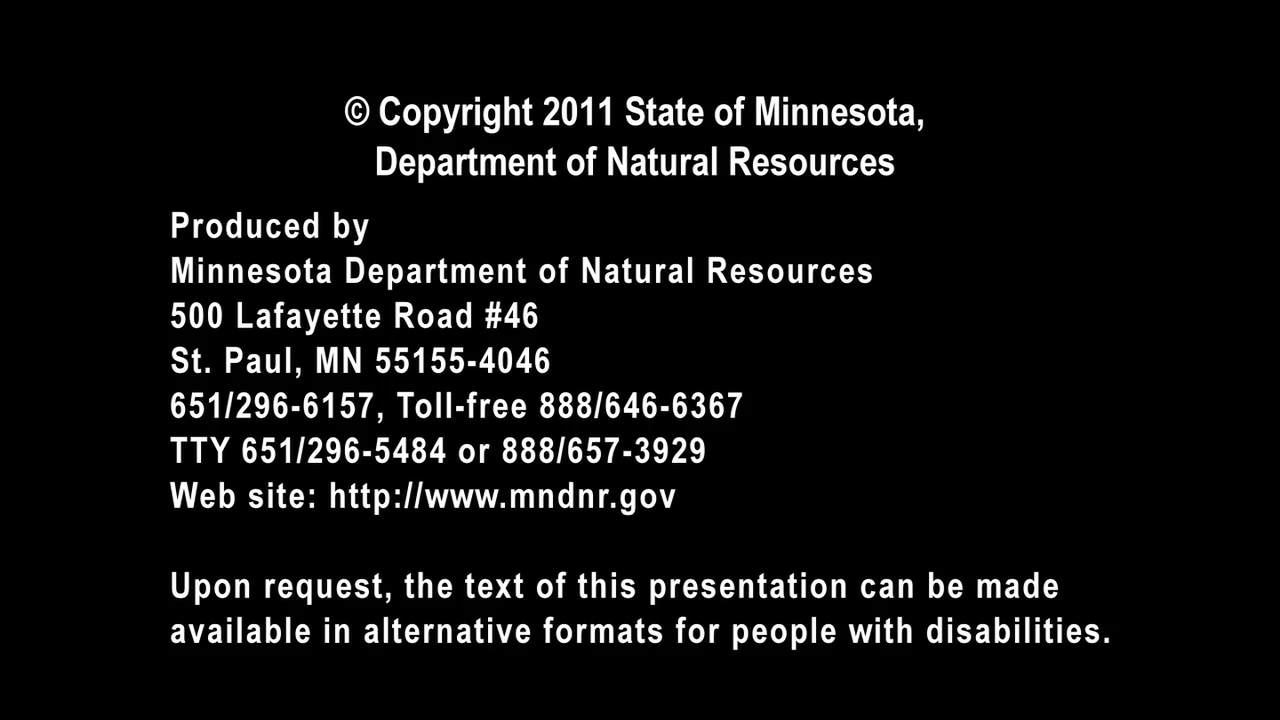 © Copyright 2011 State of Minnesota,
Department of Natural Resources
Produced by
Minnesota Department of Natural Resources
500 Lafayette Road #46
St. Paul, MN 55155-4046
651/296-6157, Toll-free 888/646-6367
TTY 651/296-5484 or 888/657-3929
Web site: http://www.mndnr.gov
Upon request, the text of this presentation can be made
available in alternative formats for people with disabilities.